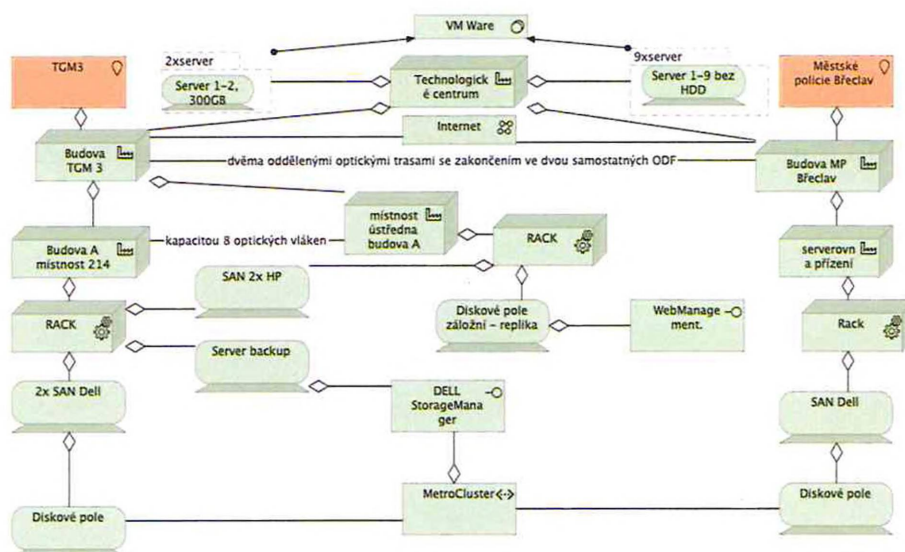 VM Ware
2xserver
9xserver
TGM3
Server 1-2,
300GB
Technologick
é centrum
Server 1-9 bez
HDD
Městské
policie Břeclav
Internet
Budova
TGM 3
dvěma oddělenými optickými trasami se zakončením ve dvou samostatných ODF
Budova MP
Břeclav
místnost
ústředna
budova A
RACK
Budova A
místnost 214
kapacitou 8 optických vláken
serverovn
a přízení
SAN 2x HP
RACK
Diskové pole
záložní – replika
WebManage
ment.
Rack
Server backup
2x SAN Dell
DELL
StorageMana
ger
SAN Dell
Diskové pole
MetroCluster
Diskové pole